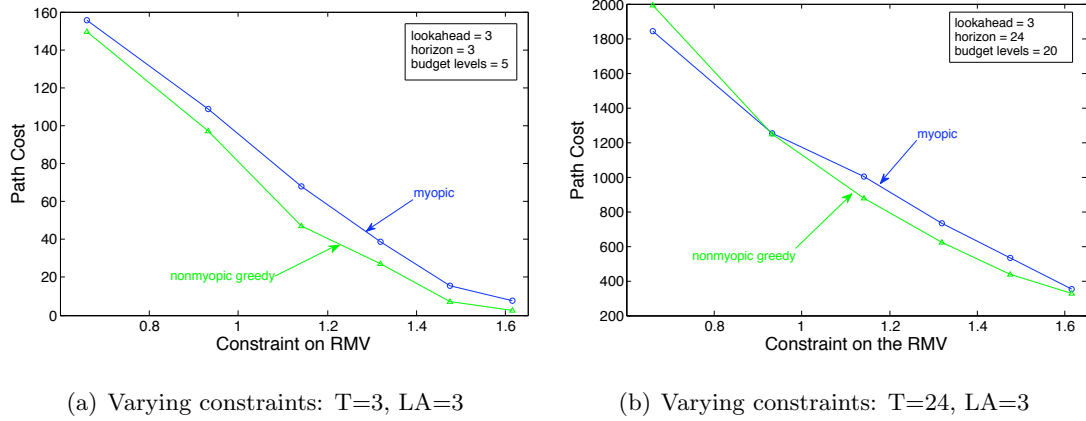 160
140
120
100
80
60
40
20
0
Path Cost
lookahead = 3
horizon = 3
budget levels = 5
myopic
nonmyopic greedy
0.8
1
1.2
1.4
1.6
Constraint on RMV
(a) Varying constraints: T=3, LA=3
2000
1800
1600
1400
1200
1000
800
600
400
200
Path Cost
lookahead = 3
horizon = 24
budget levels = 20
myopic
nonmyopic greedy
0.8
1
1.2
1.4
1.6
Constraint on the RMV
(b) Varying constraints: T=24, LA=3